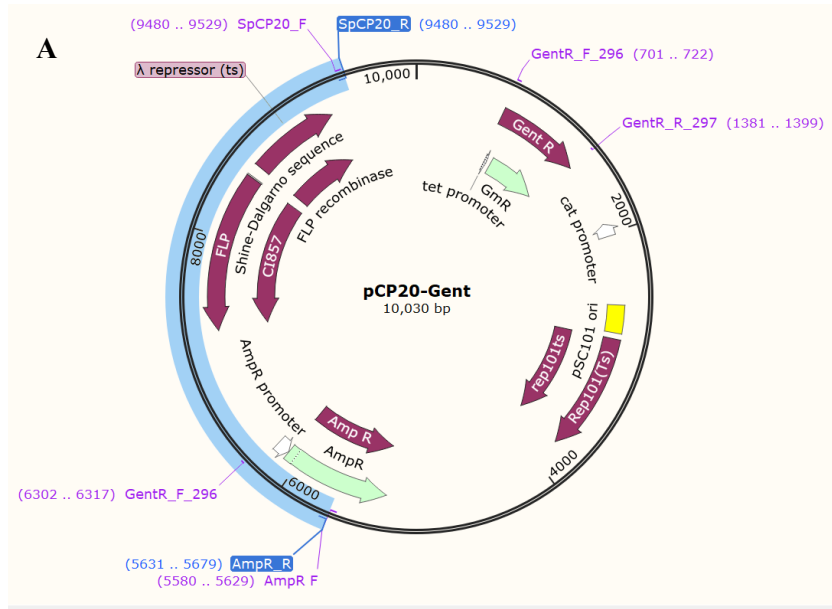 A
(9480 .. 9529) SpCP20_F
SpCP20_R (9480 .. 9529)
λ repressor (ts)
10,000
GentR_F_296 (701 .. 722)
GentR_R_297 (1381 .. 1399)
Gent R
GmR
tet promoter
cat promoter
2000
Shine-Dalgarno sequence
FLP recombinase
FLP
CI857
8000
pCP20-Gent
10,030 bp
pSC101 ori
rep101ts
Rep101(Ts)
4000
AmpR promoter
Amp R
AmpR
6000
(6302 .. 6317) GentR_F_296
(5631 .. 5679) AmpR_R
(5580 .. 5629) AmpR F